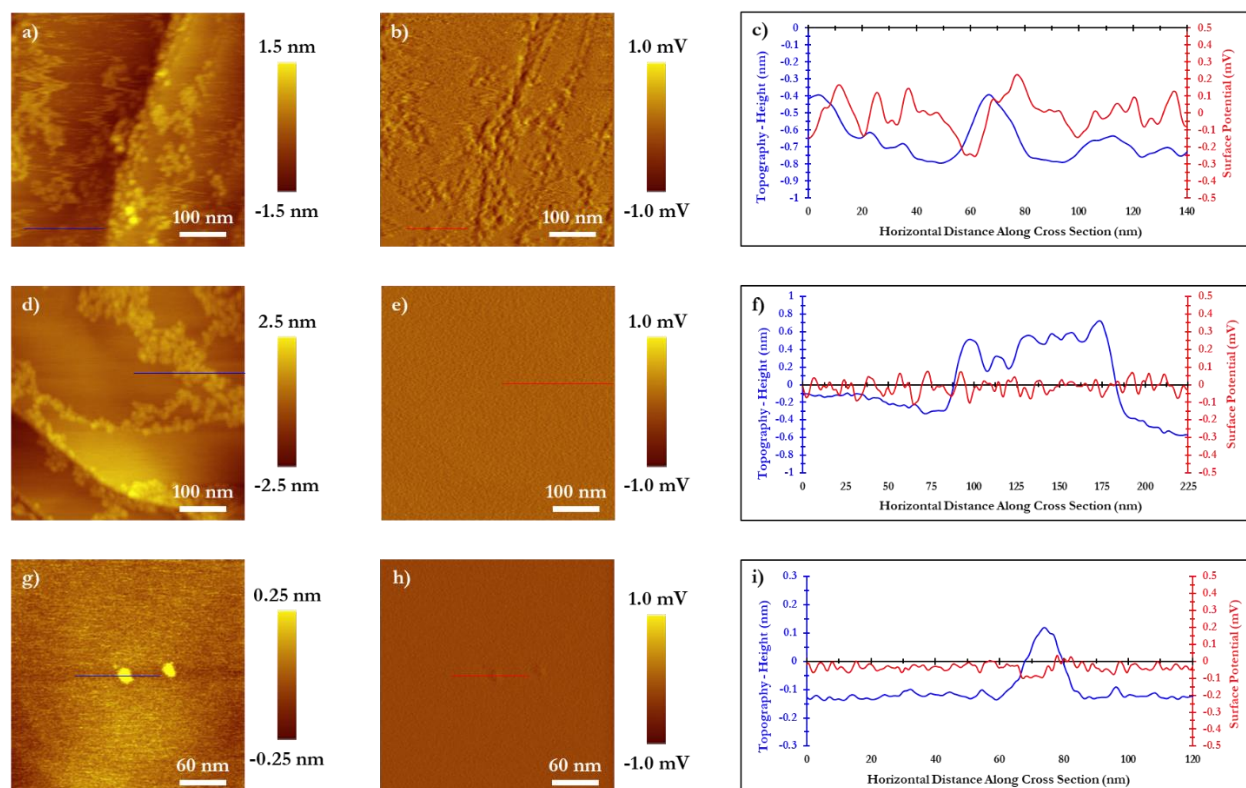 a)
1.5 nm
-1.5 nm
100 nm
b)
1.0 mV
-1.0 mV
100 nm
c)
Topography - Height (nm)
0
-0.1
-0.2
-0.3
-0.4
-0.5
-0.6
-0.7
-0.8
-0.9
-1
0 20 40 60 80 100 120 140
Horizontal Distance Along Cross Section (nm)
0.5
0.4
0.3
0.2
0.1
0
-0.1
-0.2
-0.3
-0.4
-0.5
Surface Potential (mV)
d)
2.5 nm
-2.5 nm
100 nm
e)
1.0 mV
-1.0 mV
100 nm
f)
Topography - Height (nm)
1
0.8
0.6
0.4
0.2
0
-0.2
-0.4
-0.6
-0.8
-1
0 25 50 75 100 125 150 175 200 225
Horizontal Distance Along Cross Section (nm)
0.5
0.4
0.3
0.2
0.1
0
-0.1
-0.2
-0.3
-0.4
-0.5
Surface Potential (mV)
g)
0.25 nm
-0.25 nm
60 nm
h)
1.0 mV
-1.0 mV
60 nm
i)
Topography - Height (nm)
0.3
0.2
0.1
0
-0.1
-0.2
-0.3
0 20 40 60 80 100 120
Horizontal Distance Along Cross Section (nm)
0.5
0.4
0.3
0.2
0.1
0
-0.1
-0.2
-0.3
-0.4
-0.5
Surface Potential (mV)